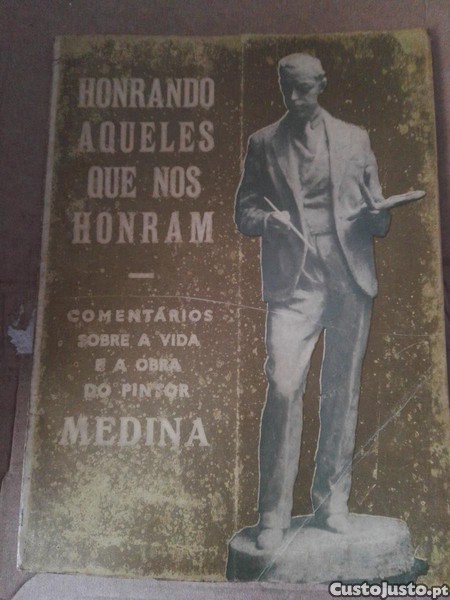 HONRANDO
AQUELES
QUE NOS
HONRAM
—
COMENTÁRIOS
SOBRE A VIDA
E A OBRA
DO PINTOR
MEDINA
CustoJusto.pt